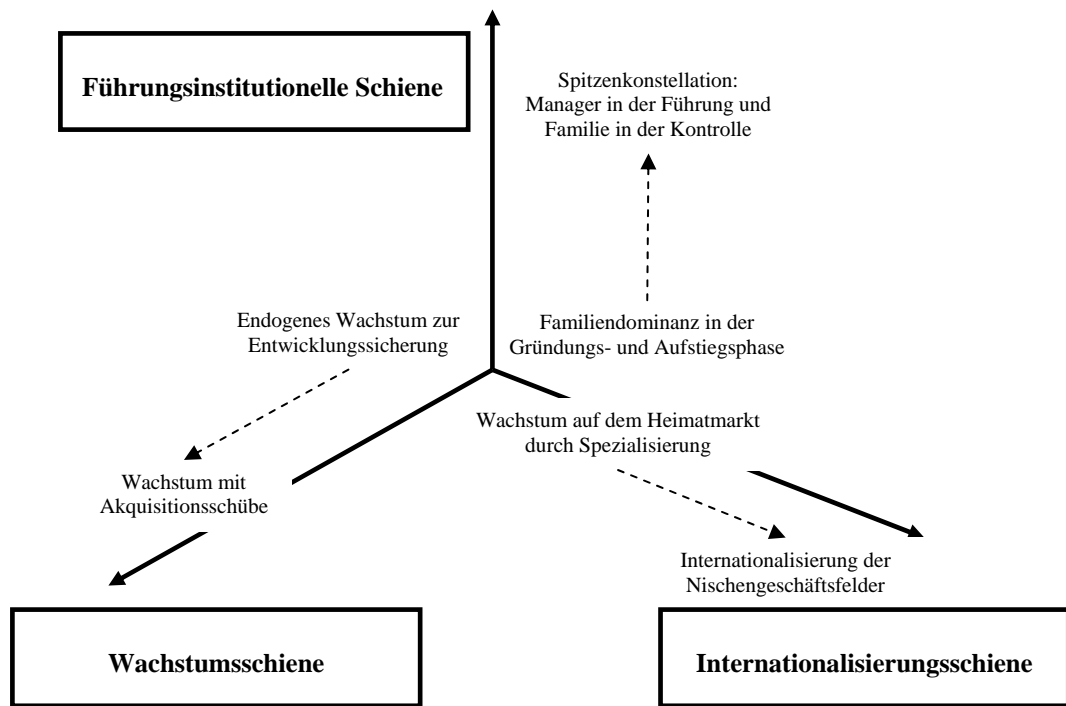 Führungsinstitutionelle Schiene
Spitzenkonstellation:
Manager in der Führung und
Familie in der Kontrolle
Endogenes Wachstum zur
Entwicklungssicherung
Familiendominanz in der
Gründungs- und Aufstiegsphase
Wachstum auf dem Heimatmarkt
durch Spezialisierung
Wachstum mit
Akquisitionsschübe
Internationalisierung der
Nischengeschäftsfelder
Wachstumsschiene
Internationalisierungsschiene